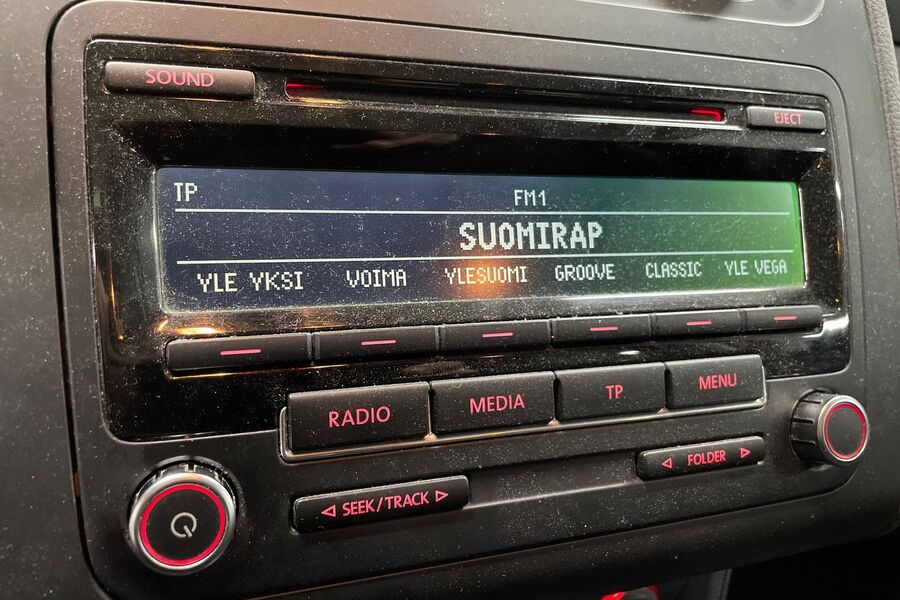 SOUND
EJECT
TP FM1
SUOMIRAP
YLE YKSI VOIMA YLESUOMI GROOVE CLASSIC YLE VEGA
RADIO MEDIA TP MENU
◁ SEEK/TRACK ▷
◁ FOLDER ▷